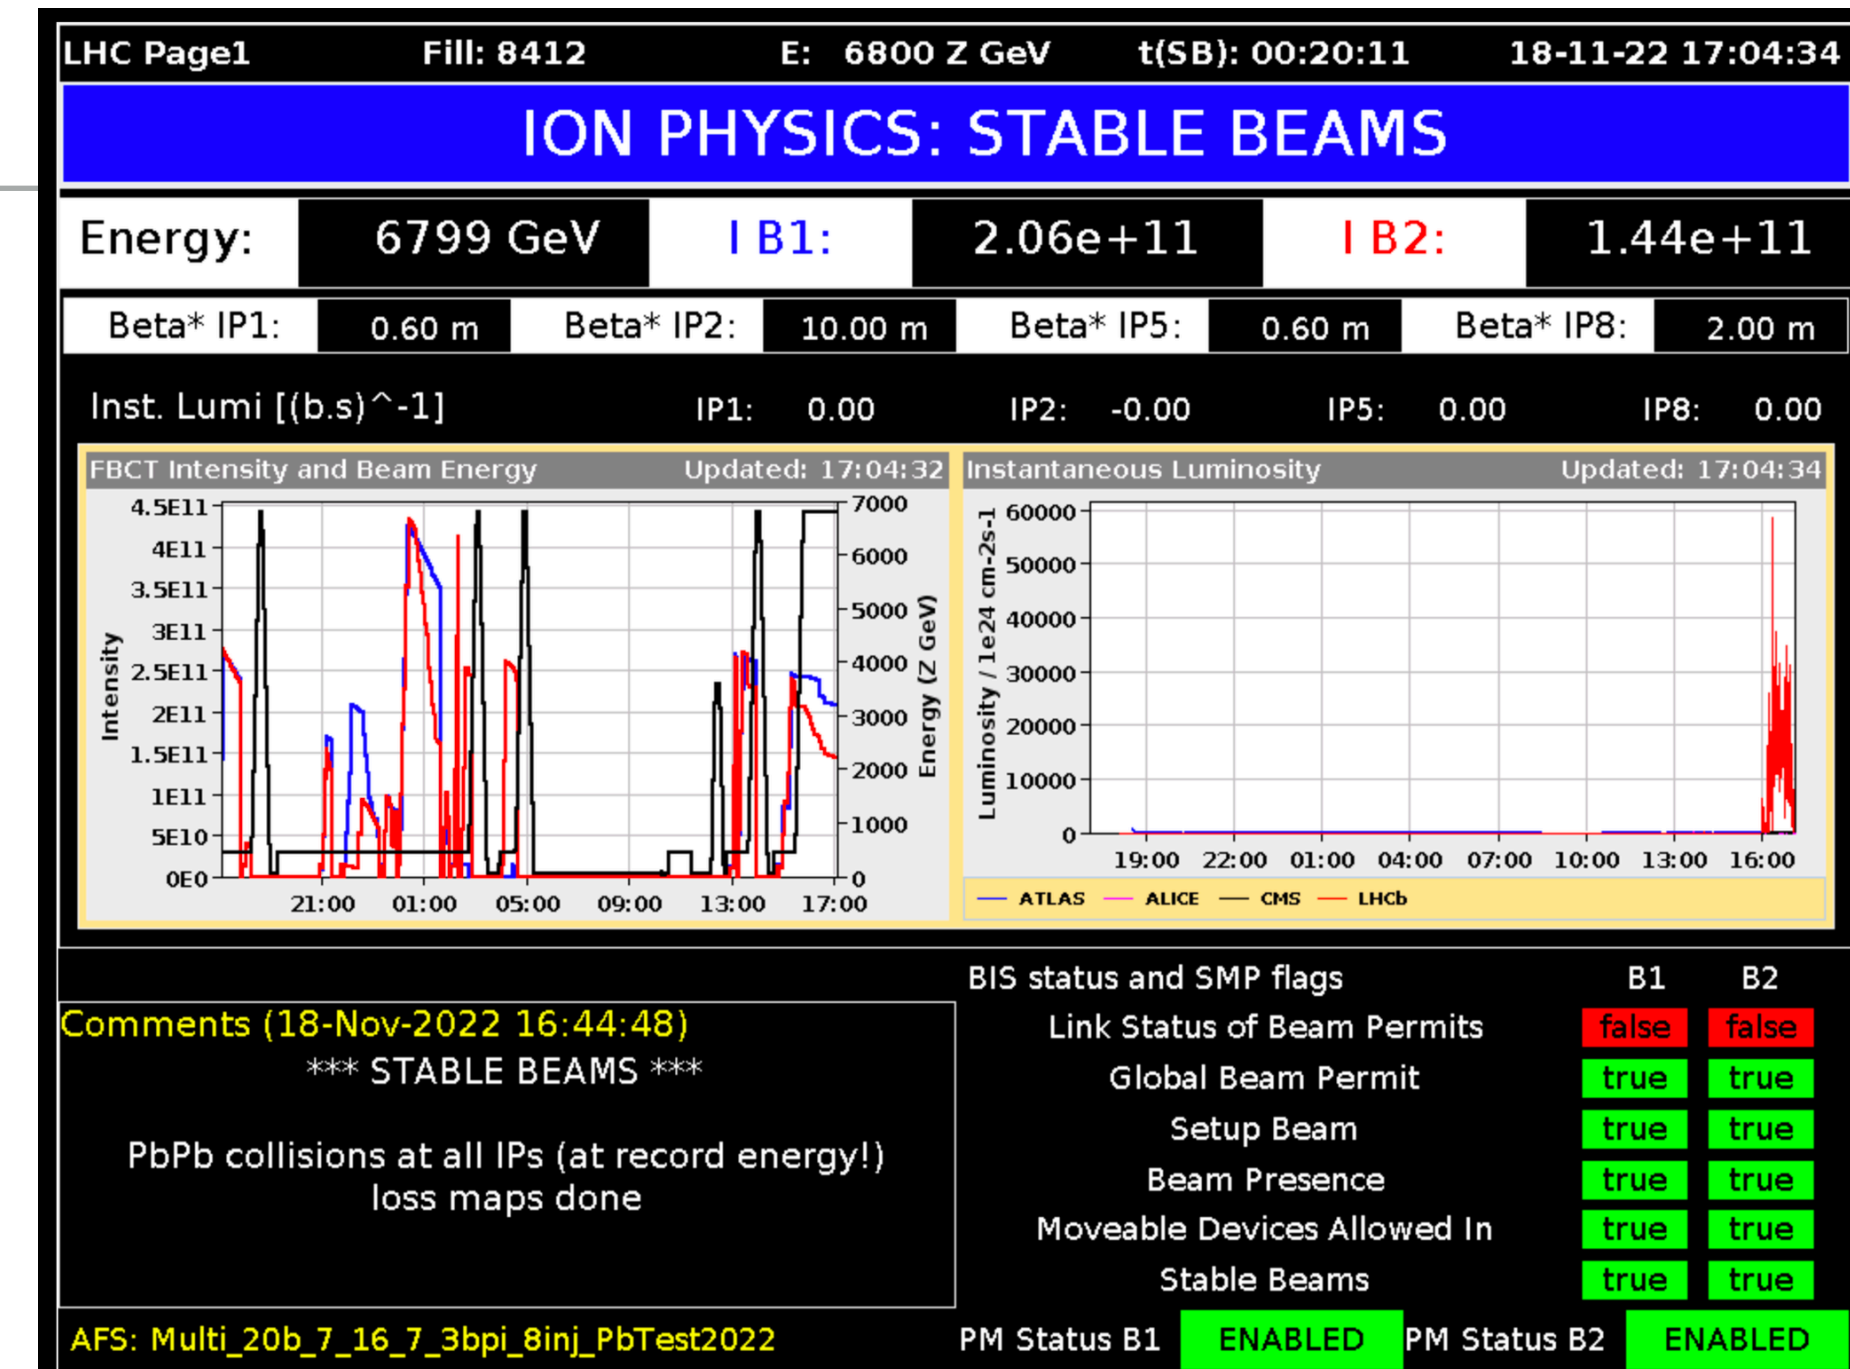 LHC Page1 Fill: 8412 E: 6800 Z GeV t(SB): 00:20:11 18-11-22 17:04:34
ION PHYSICS: STABLE BEAMS
Energy: 6799 GeV I B1: 2.06e+11 I B2: 1.44e+11
Beta* IP1: 0.60 m Beta* IP2: 10.00 m Beta* IP5: 0.60 m Beta* IP8: 2.00 m
Inst. Lumi [(b.s)^-1] IP1: 0.00 IP2: -0.00 IP5: 0.00 IP8: 0.00
FBCT Intensity and Beam Energy Updated: 17:04:32
4.5E11
4E11
3.5E11
3E11
2.5E11
2E11
1.5E11
1E11
5E10
0E0
Intensity
7000
6000
5000
4000
3000
2000
1000
0
Energy (Z GeV)
21:00 01:00 05:00 09:00 13:00 17:00
Instantaneous Luminosity Updated: 17:04:34
60000
50000
40000
30000
20000
10000
0
Luminosity / 1e24 cm-2s-1
19:00 22:00 01:00 04:00 07:00 10:00 13:00 16:00
ATLAS ALICE CMS LHCb
Comments (18-Nov-2022 16:44:48)
*** STABLE BEAMS ***
PbPb collisions at all IPs (at record energy!)
loss maps done
BIS status and SMP flags B1 B2
Link Status of Beam Permits false false
Global Beam Permit true true
Setup Beam true true
Beam Presence true true
Moveable Devices Allowed In true true
Stable Beams true true
AFS: Multi_20b_7_16_7_3bpi_8inj_PbTest2022 PM Status B1 ENABLED PM Status B2 ENABLED